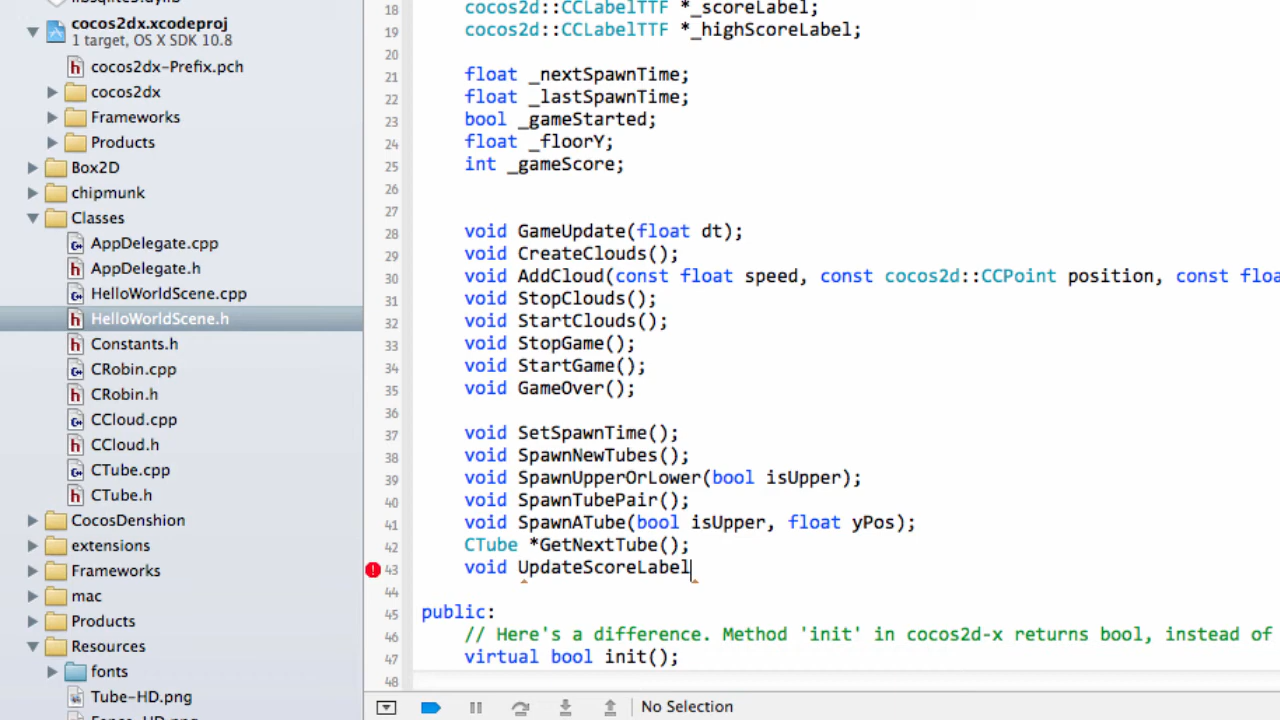 libsqlite3.dylib
cocos2dx.xcodeproj
1 target, OS X SDK 10.8
cocos2dx-Prefix.pch
cocos2dx
Frameworks
Products
Box2D
chipmunk
Classes
AppDelegate.cpp
AppDelegate.h
HelloWorldScene.cpp
HelloWorldScene.h
Constants.h
CRobin.cpp
CRobin.h
CCloud.cpp
CCloud.h
CTube.cpp
CTube.h
CocosDenshion
extensions
Frameworks
mac
Products
Resources
fonts
Tube-HD.png
Fence-HD.png
18 cocos2d::CCLabelTTF *_scoreLabel;
19 cocos2d::CCLabelTTF *_highScoreLabel;
20
21 float _nextSpawnTime;
22 float _lastSpawnTime;
23 bool _gameStarted;
24 float _floorY;
25 int _gameScore;
26
27
28 void GameUpdate(float dt);
29 void CreateClouds();
30 void AddCloud(const float speed, const cocos2d::CCPoint position, const floa
31 void StopClouds();
32 void StartClouds();
33 void StopGame();
34 void StartGame();
35 void GameOver();
36
37 void SetSpawnTime();
38 void SpawnNewTubes();
39 void SpawnUpperOrLower(bool isUpper);
40 void SpawnTubePair();
41 void SpawnATube(bool isUpper, float yPos);
42 CTube *GetNextTube();
43 void UpdateScoreLabel
44
45 public:
46 // Here's a difference. Method 'init' in cocos2d-x returns bool, instead of
47 virtual bool init();
48
No Selection